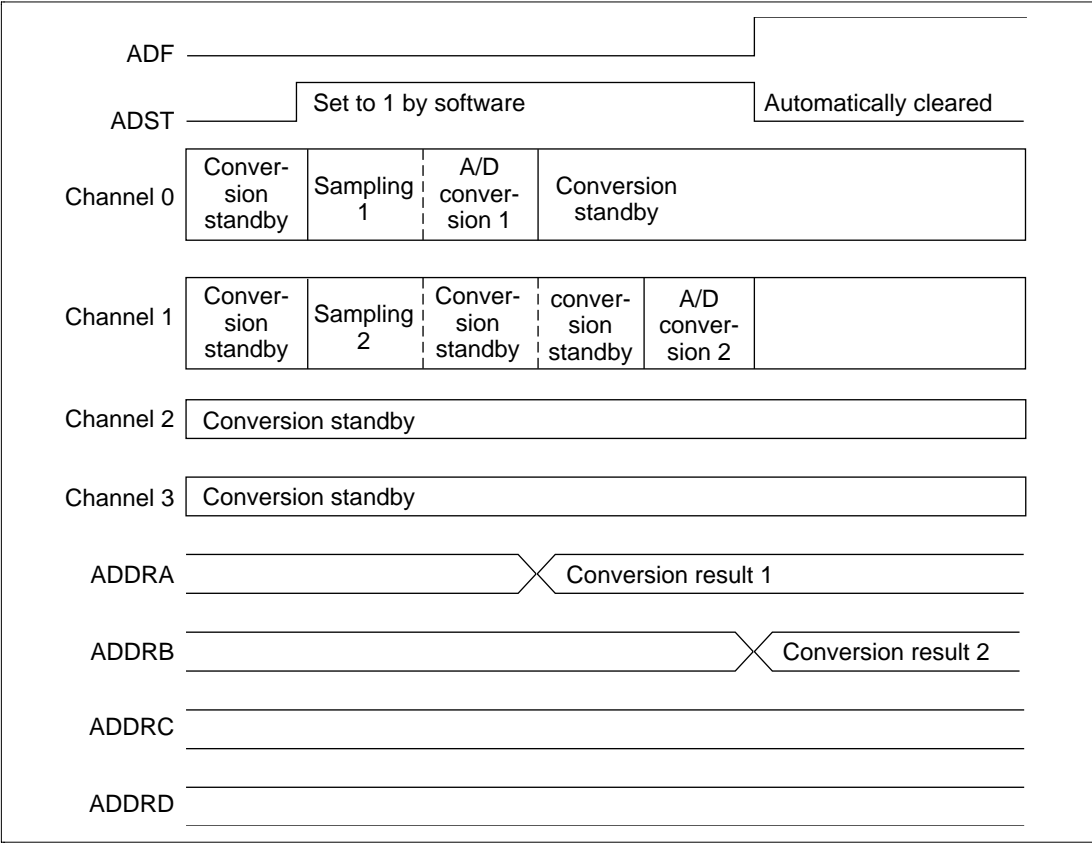 ADF
ADST
Set to 1 by software
Automatically cleared
Channel 0
Conver-
sion
standby
Sampling
1
A/D
conver-
sion 1
Conversion
standby
Channel 1
Conver-
sion
standby
Sampling
2
Conver-
sion
standby
conver-
sion
standby
A/D
conver-
sion 2
Channel 2
Conversion standby
Channel 3
Conversion standby
ADDRA
Conversion result 1
ADDRB
Conversion result 2
ADDRC
ADDRD